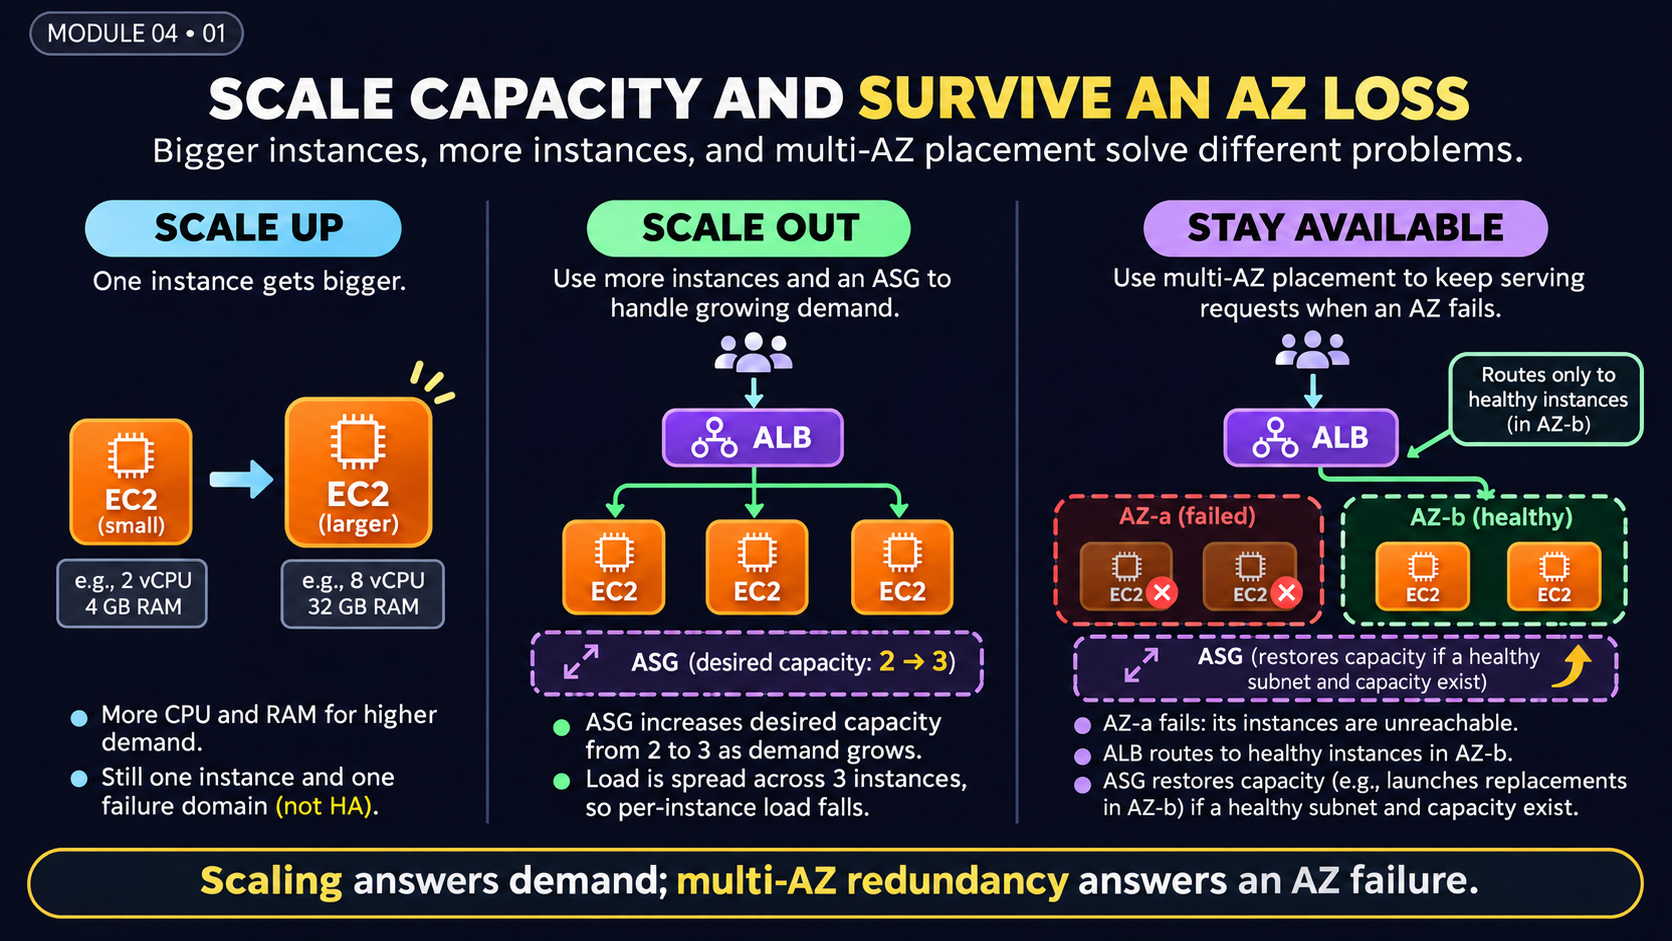 MODULE 04 • 01
SCALE CAPACITY AND SURVIVE AN AZ LOSS
Bigger instances, more instances, and multi-AZ placement solve different problems.
SCALE UP
One instance gets bigger.
EC2
(small)
EC2
(larger)
e.g., 2 vCPU
4 GB RAM
e.g., 8 vCPU
32 GB RAM
More CPU and RAM for higher
demand.
Still one instance and one
failure domain (not HA).
SCALE OUT
Use more instances and an ASG to
handle growing demand.
ALB
EC2
EC2
EC2
ASG (desired capacity: 2 → 3)
ASG increases desired capacity
from 2 to 3 as demand grows.
Load is spread across 3 instances,
so per-instance load falls.
STAY AVAILABLE
Use multi-AZ placement to keep serving
requests when an AZ fails.
Routes only to
healthy instances
(in AZ-b)
ALB
AZ-a (failed)
EC2
EC2
AZ-b (healthy)
EC2
EC2
ASG (restores capacity if a healthy
subnet and capacity exist)
AZ-a fails: its instances are unreachable.
ALB routes to healthy instances in AZ-b.
ASG restores capacity (e.g., launches replacements
in AZ-b) if a healthy subnet and capacity exist.
Scaling answers demand; multi-AZ redundancy answers an AZ failure.